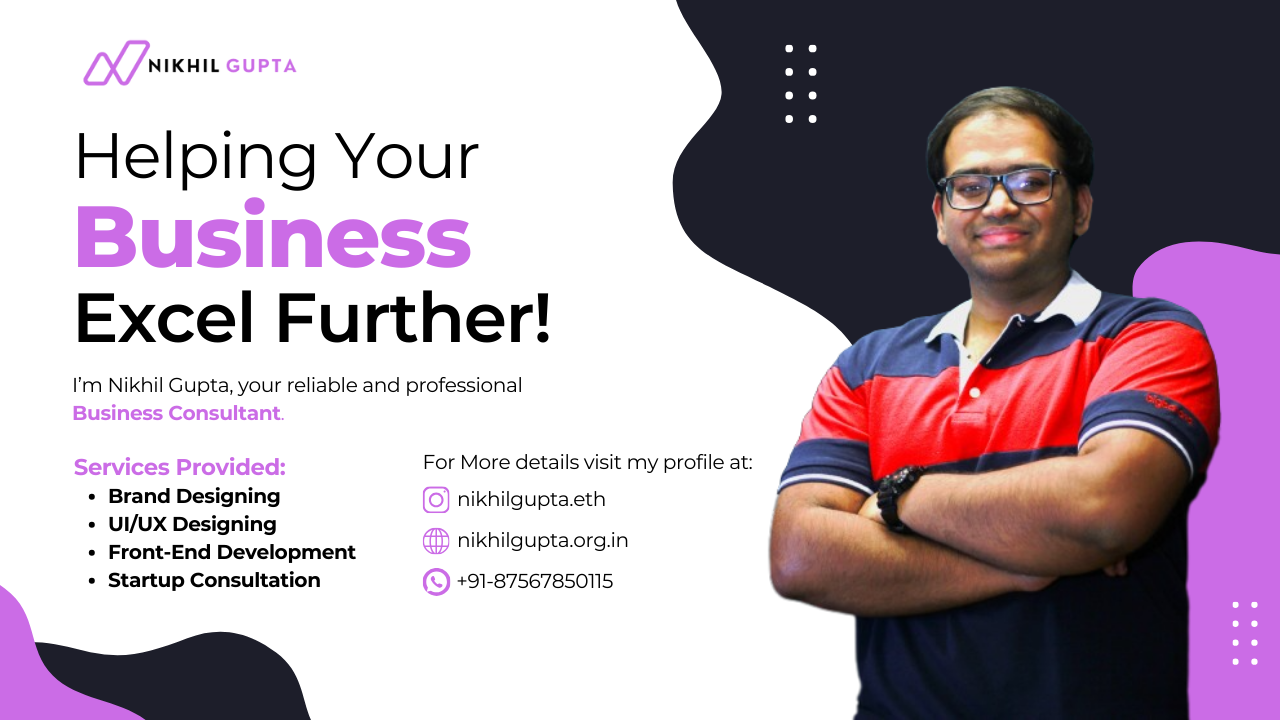 NIKHIL GUPTA
Helping Your
Business
Excel Further!
I'm Nikhil Gupta, your reliable and professional
Business Consultant.
Services Provided:
• Brand Designing
• UI/UX Designing
• Front-End Development
• Startup Consultation
For More details visit my profile at:
nikhilgupta.eth
nikhilgupta.org.in
+91-87567850115